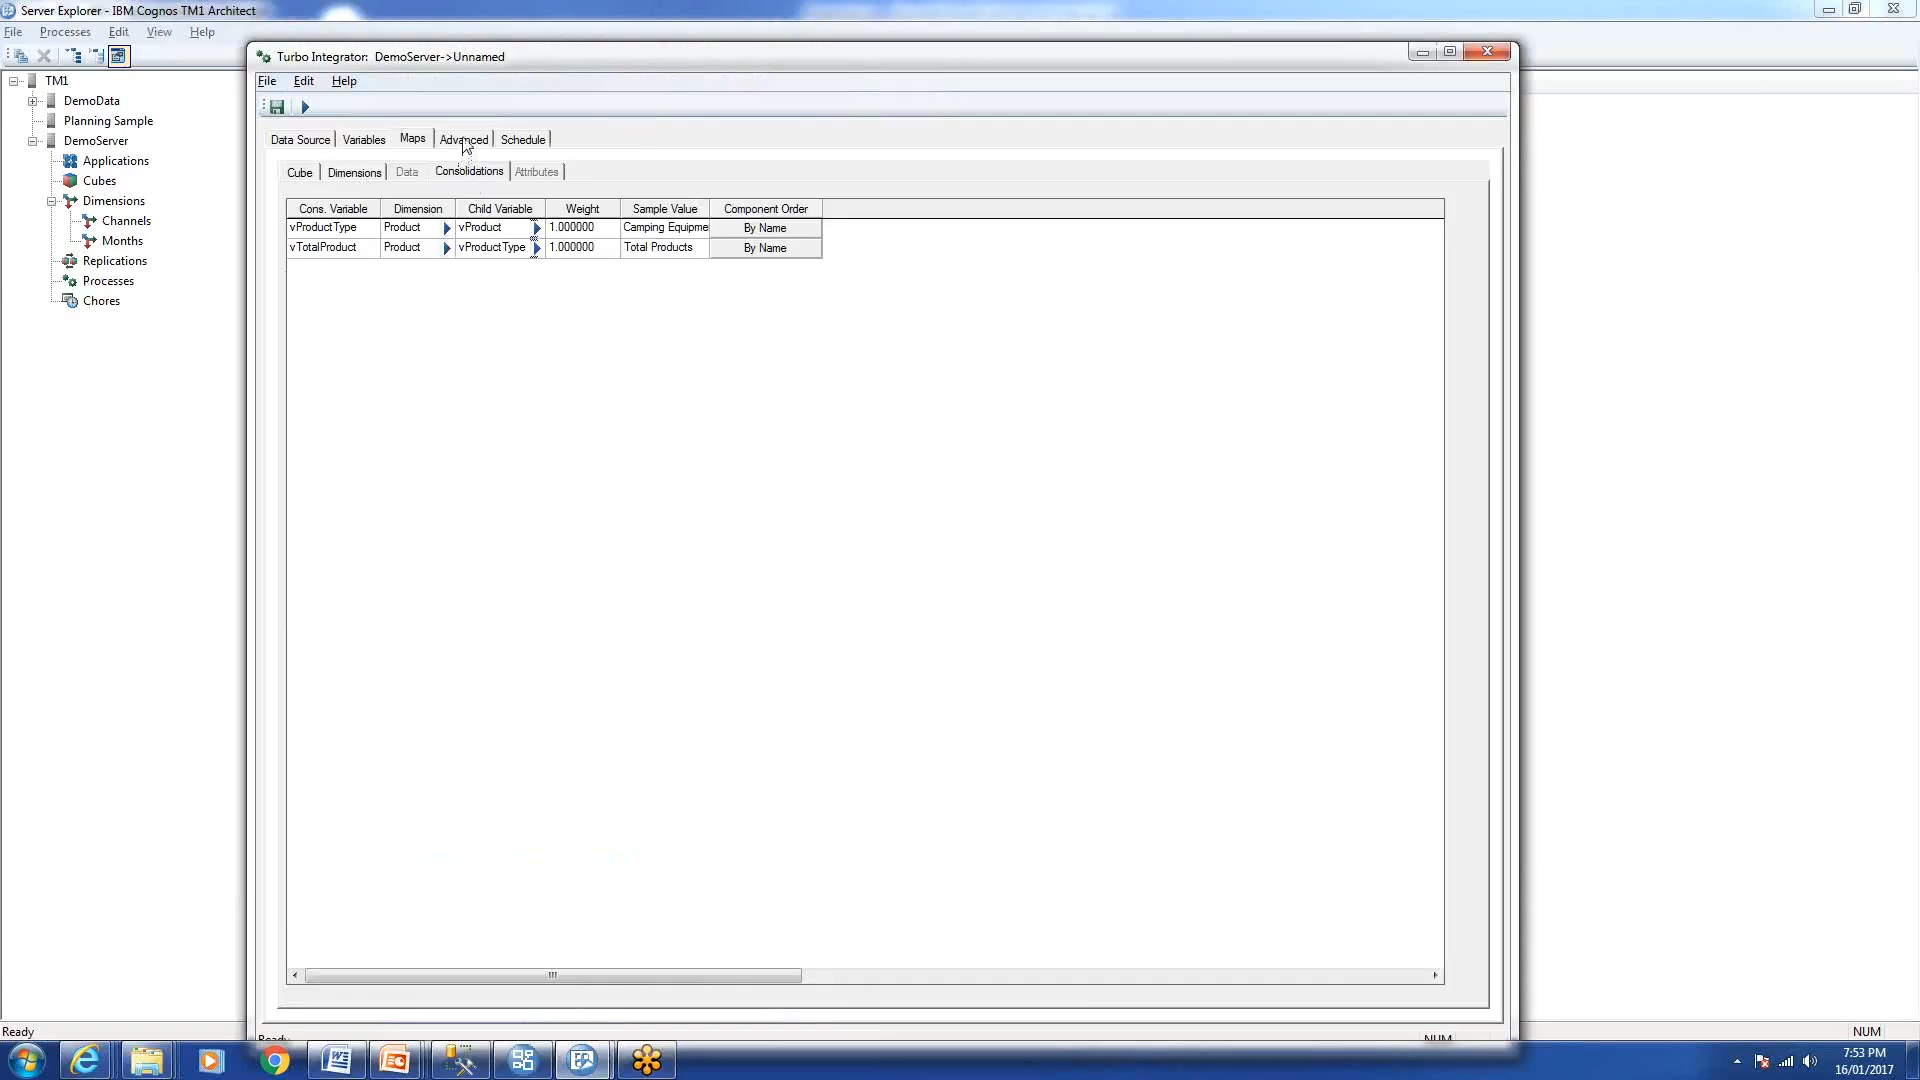 Server Explorer - IBM Cognos TM1 Architect
File Processes Edit View Help
TM1
DemoData
Planning Sample
DemoServer
Applications
Cubes
Dimensions
Channels
Months
Replications
Processes
Chores
Turbo Integrator: DemoServer->Unnamed
File Edit Help
Data Source Variables Maps Advanced Schedule
Cube Dimensions Data Consolidations Attributes
Cons. Variable Dimension Child Variable Weight Sample Value Component Order
vProductType Product vProduct 1.000000 Camping Equipme By Name
vTotalProduct Product vProductType 1.000000 Total Products By Name
Ready NUM
Ready NUM
7:53 PM
16/01/2017